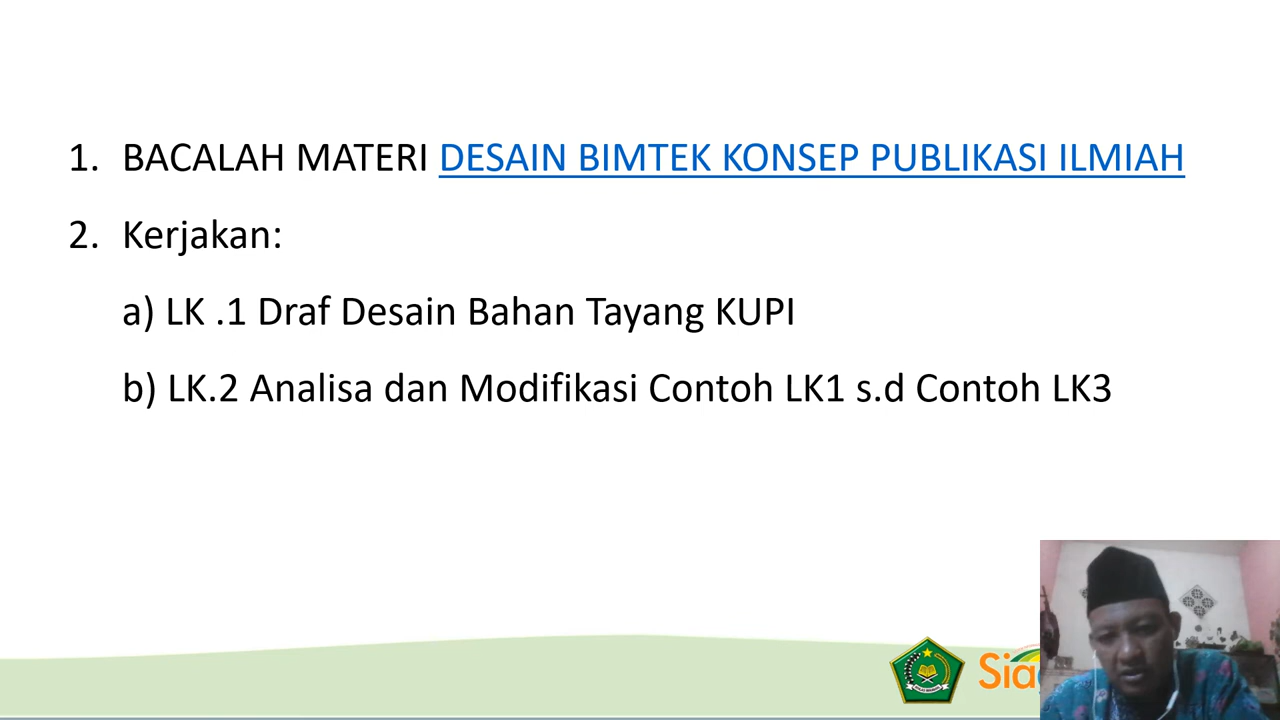 1. BACALAH MATERI DESAIN BIMTEK KONSEP PUBLIKASI ILMIAH
2. Kerjakan:
a) LK .1 Draf Desain Bahan Tayang KUPI
b) LK.2 Analisa dan Modifikasi Contoh LK1 s.d Contoh LK3